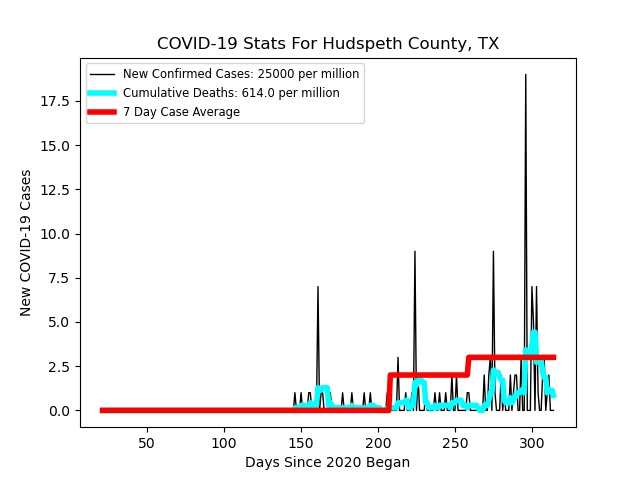 COVID-19 Stats For Hudspeth County, TX
New Confirmed Cases: 25000 per million
Cumulative Deaths: 614.0 per million
7 Day Case Average
New COVID-19 Cases
17.5
15.0
12.5
10.0
7.5
5.0
2.5
0.0
50 100 150 200 250 300
Days Since 2020 Began